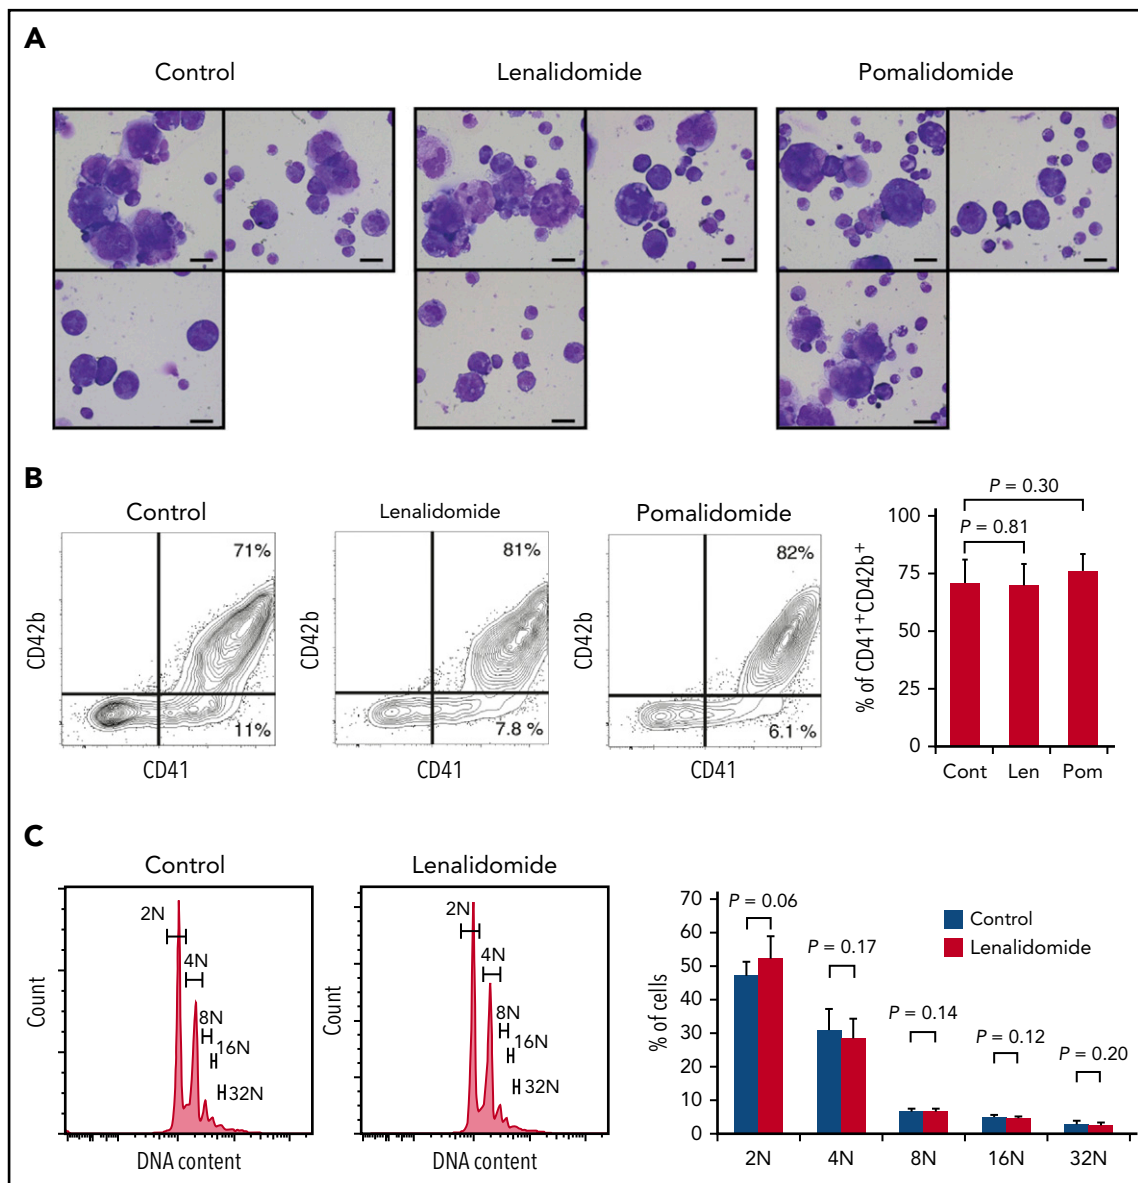 A
Control
Lenalidomide
Pomalidomide
B
Control
Lenalidomide
Pomalidomide
71%
11%
CD42b
CD41
81%
7.8 %
CD42b
CD41
82%
6.1 %
CD42b
CD41
P = 0.30
P = 0.81
% of CD41+CD42b+
100
75
50
25
0
Cont
Len
Pom
C
Control
Lenalidomide
2N
4N
8N
16N
32N
Count
DNA content
2N
4N
8N
16N
32N
Count
DNA content
% of cells
70
60
50
40
30
20
10
0
P = 0.06
P = 0.17
P = 0.14
P = 0.12
P = 0.20
Control
Lenalidomide
2N
4N
8N
16N
32N